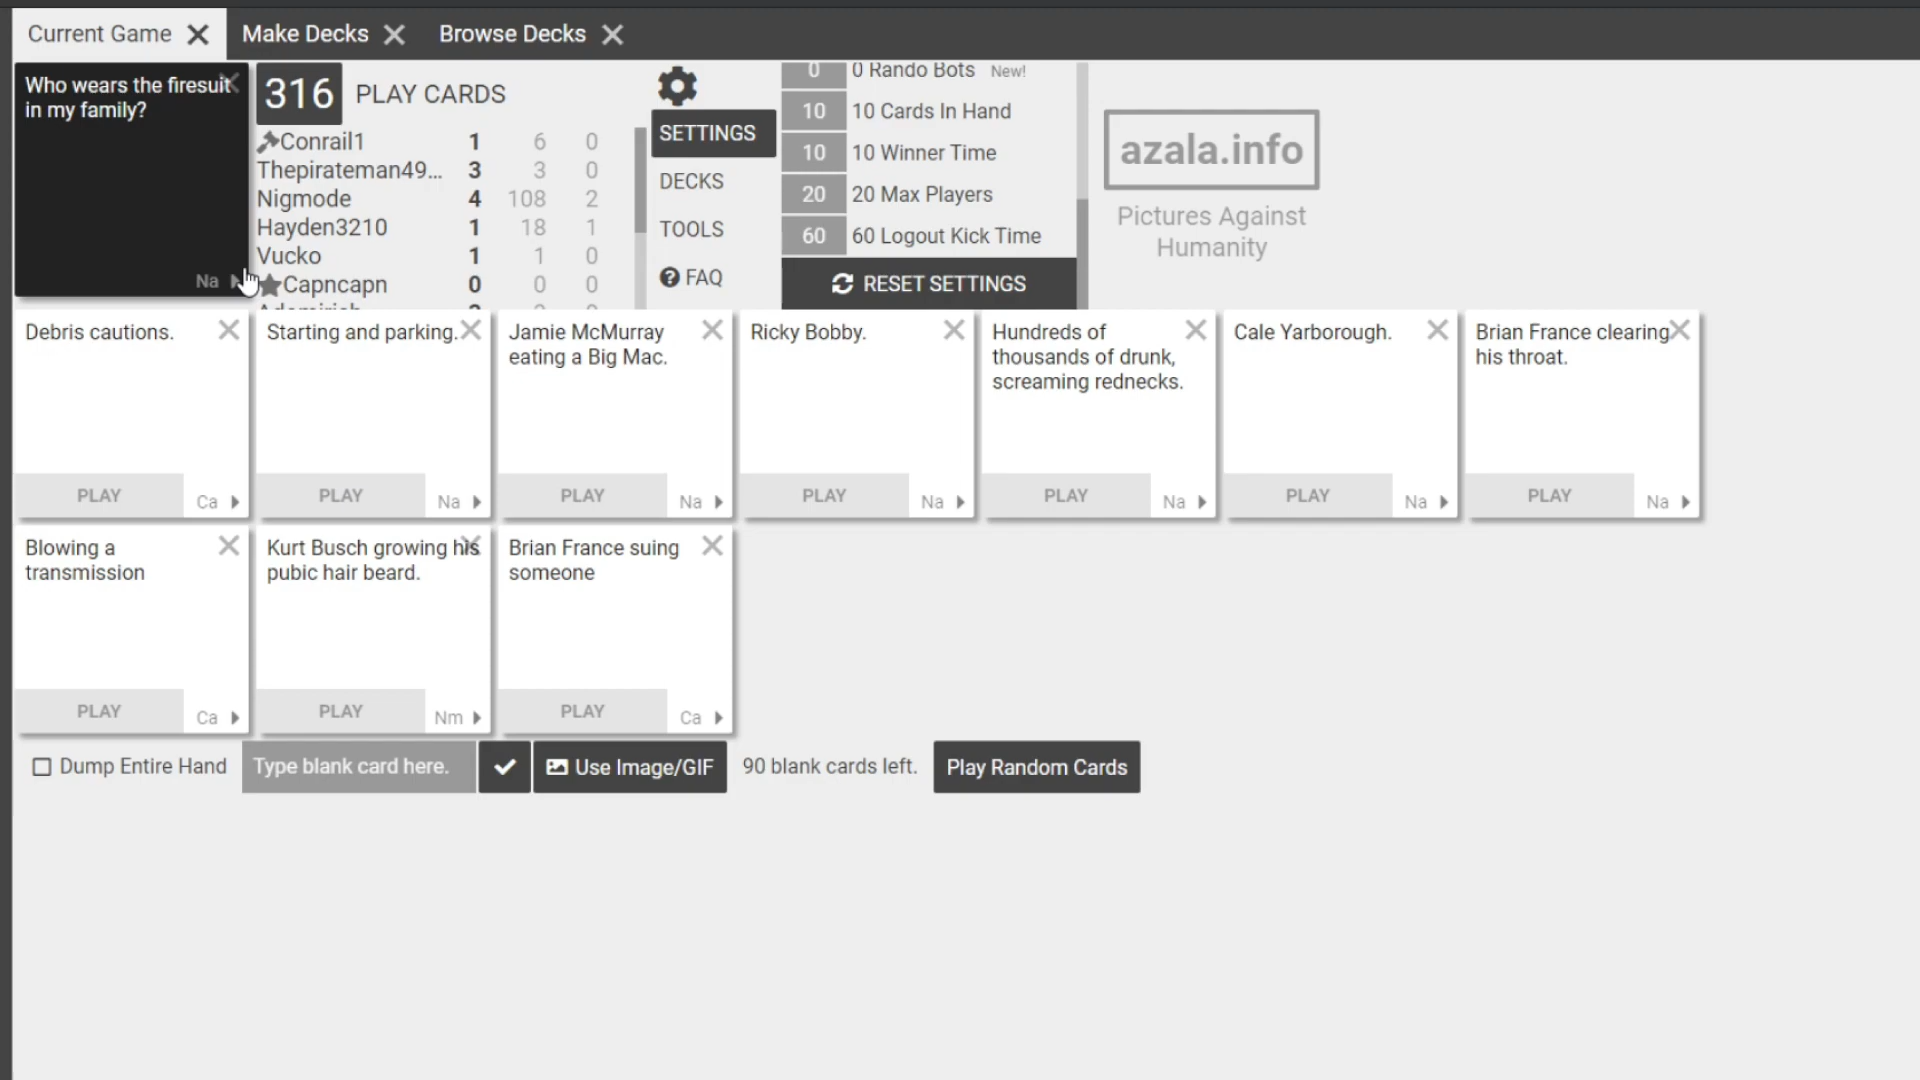 Current Game
Make Decks
Browse Decks
Who wears the firesuit
in my family?
Na
316
PLAY CARDS
Conrail1 1 6 0
Thepirateman49... 3 3 0
Nigmode 4 108 2
Hayden3210 1 18 1
Vucko 1 1 0
Capncapn 0 0 0
SETTINGS
DECKS
TOOLS
? FAQ
0 0 Rando Bots New!
10 10 Cards In Hand
10 10 Winner Time
20 20 Max Players
60 60 Logout Kick Time
RESET SETTINGS
azala.info
Pictures Against
Humanity
Debris cautions.
PLAY Ca
Starting and parking.
PLAY Na
Jamie McMurray
eating a Big Mac.
PLAY Na
Ricky Bobby.
PLAY Na
Hundreds of
thousands of drunk,
screaming rednecks.
PLAY Na
Cale Yarborough.
PLAY Na
Brian France clearing
his throat.
PLAY Na
Blowing a
transmission
PLAY Ca
Kurt Busch growing his
pubic hair beard.
PLAY Nm
Brian France suing
someone
PLAY Ca
Dump Entire Hand
Type blank card here.
Use Image/GIF
90 blank cards left.
Play Random Cards